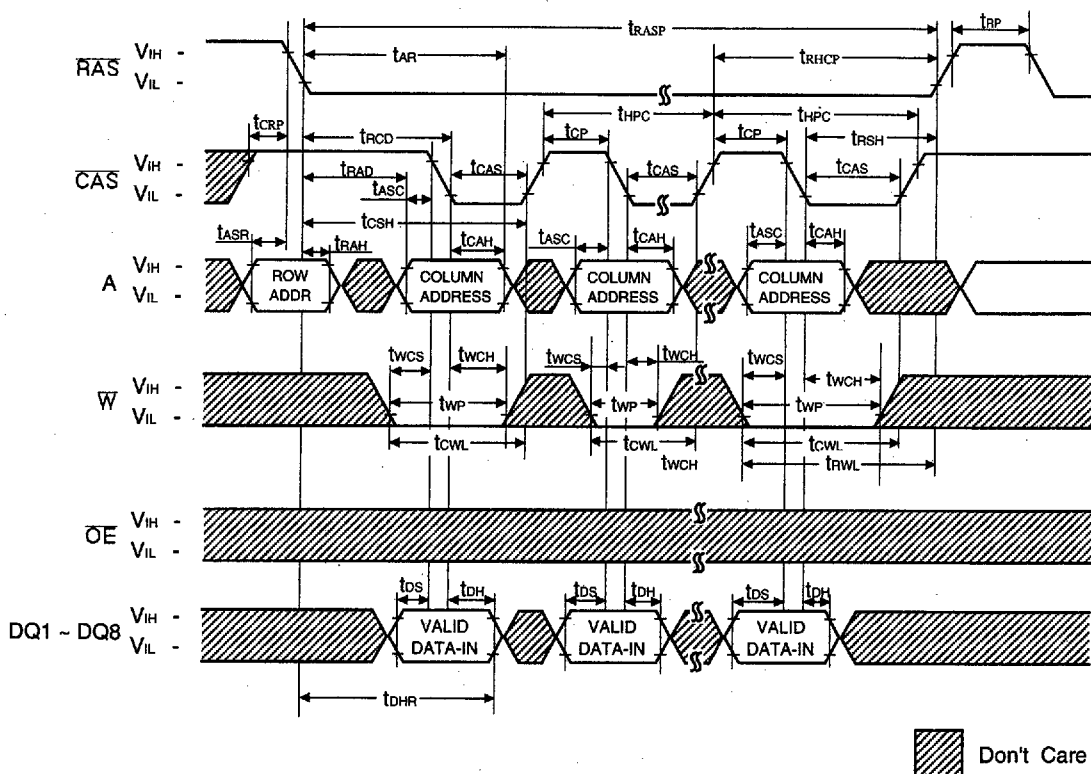 tRASP
tRP
tAR
tRHCP
RAS
VIH -
VIL -
tCRP
tRCD
tHPC
tHPC
tCP
tCP
tRSH
CAS
VIH -
VIL -
tRAD
tCAS
tCAS
tCAS
tASC
tCSH
tASR
tRAH
tCAH
tASC
tCAH
tASC
tCAH
A
VIH -
VIL -
ROW ADDR
COLUMN ADDRESS
COLUMN ADDRESS
COLUMN ADDRESS
tWCS
tWCH
tWCS
tWCH
tWCS
tWCH
W
VIH -
VIL -
tWP
tWP
tWP
tCWL
tCWL
tCWL
tWCH
tRWL
OE
VIH -
VIL -
tDS
tDH
tDS
tDH
tDS
tDH
DQ1 ~ DQ8
VIH -
VIL -
VALID DATA-IN
VALID DATA-IN
VALID DATA-IN
tDHR
Don't Care